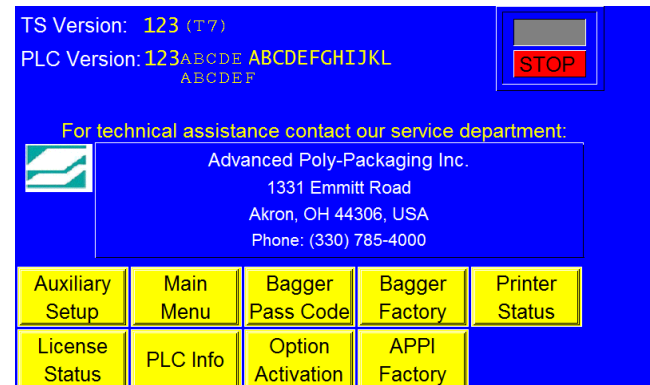 TS Version: 123 (T7)
PLC Version: 123ABCDE ABCDEFGHIJKL
ABCDEF
STOP
For technical assistance contact our service department:
Advanced Poly-Packaging Inc.
1331 Emmitt Road
Akron, OH 44306, USA
Phone: (330) 785-4000
Auxiliary Setup
Main Menu
Bagger Pass Code
Bagger Factory
Printer Status
License Status
PLC Info
Option Activation
APPI Factory